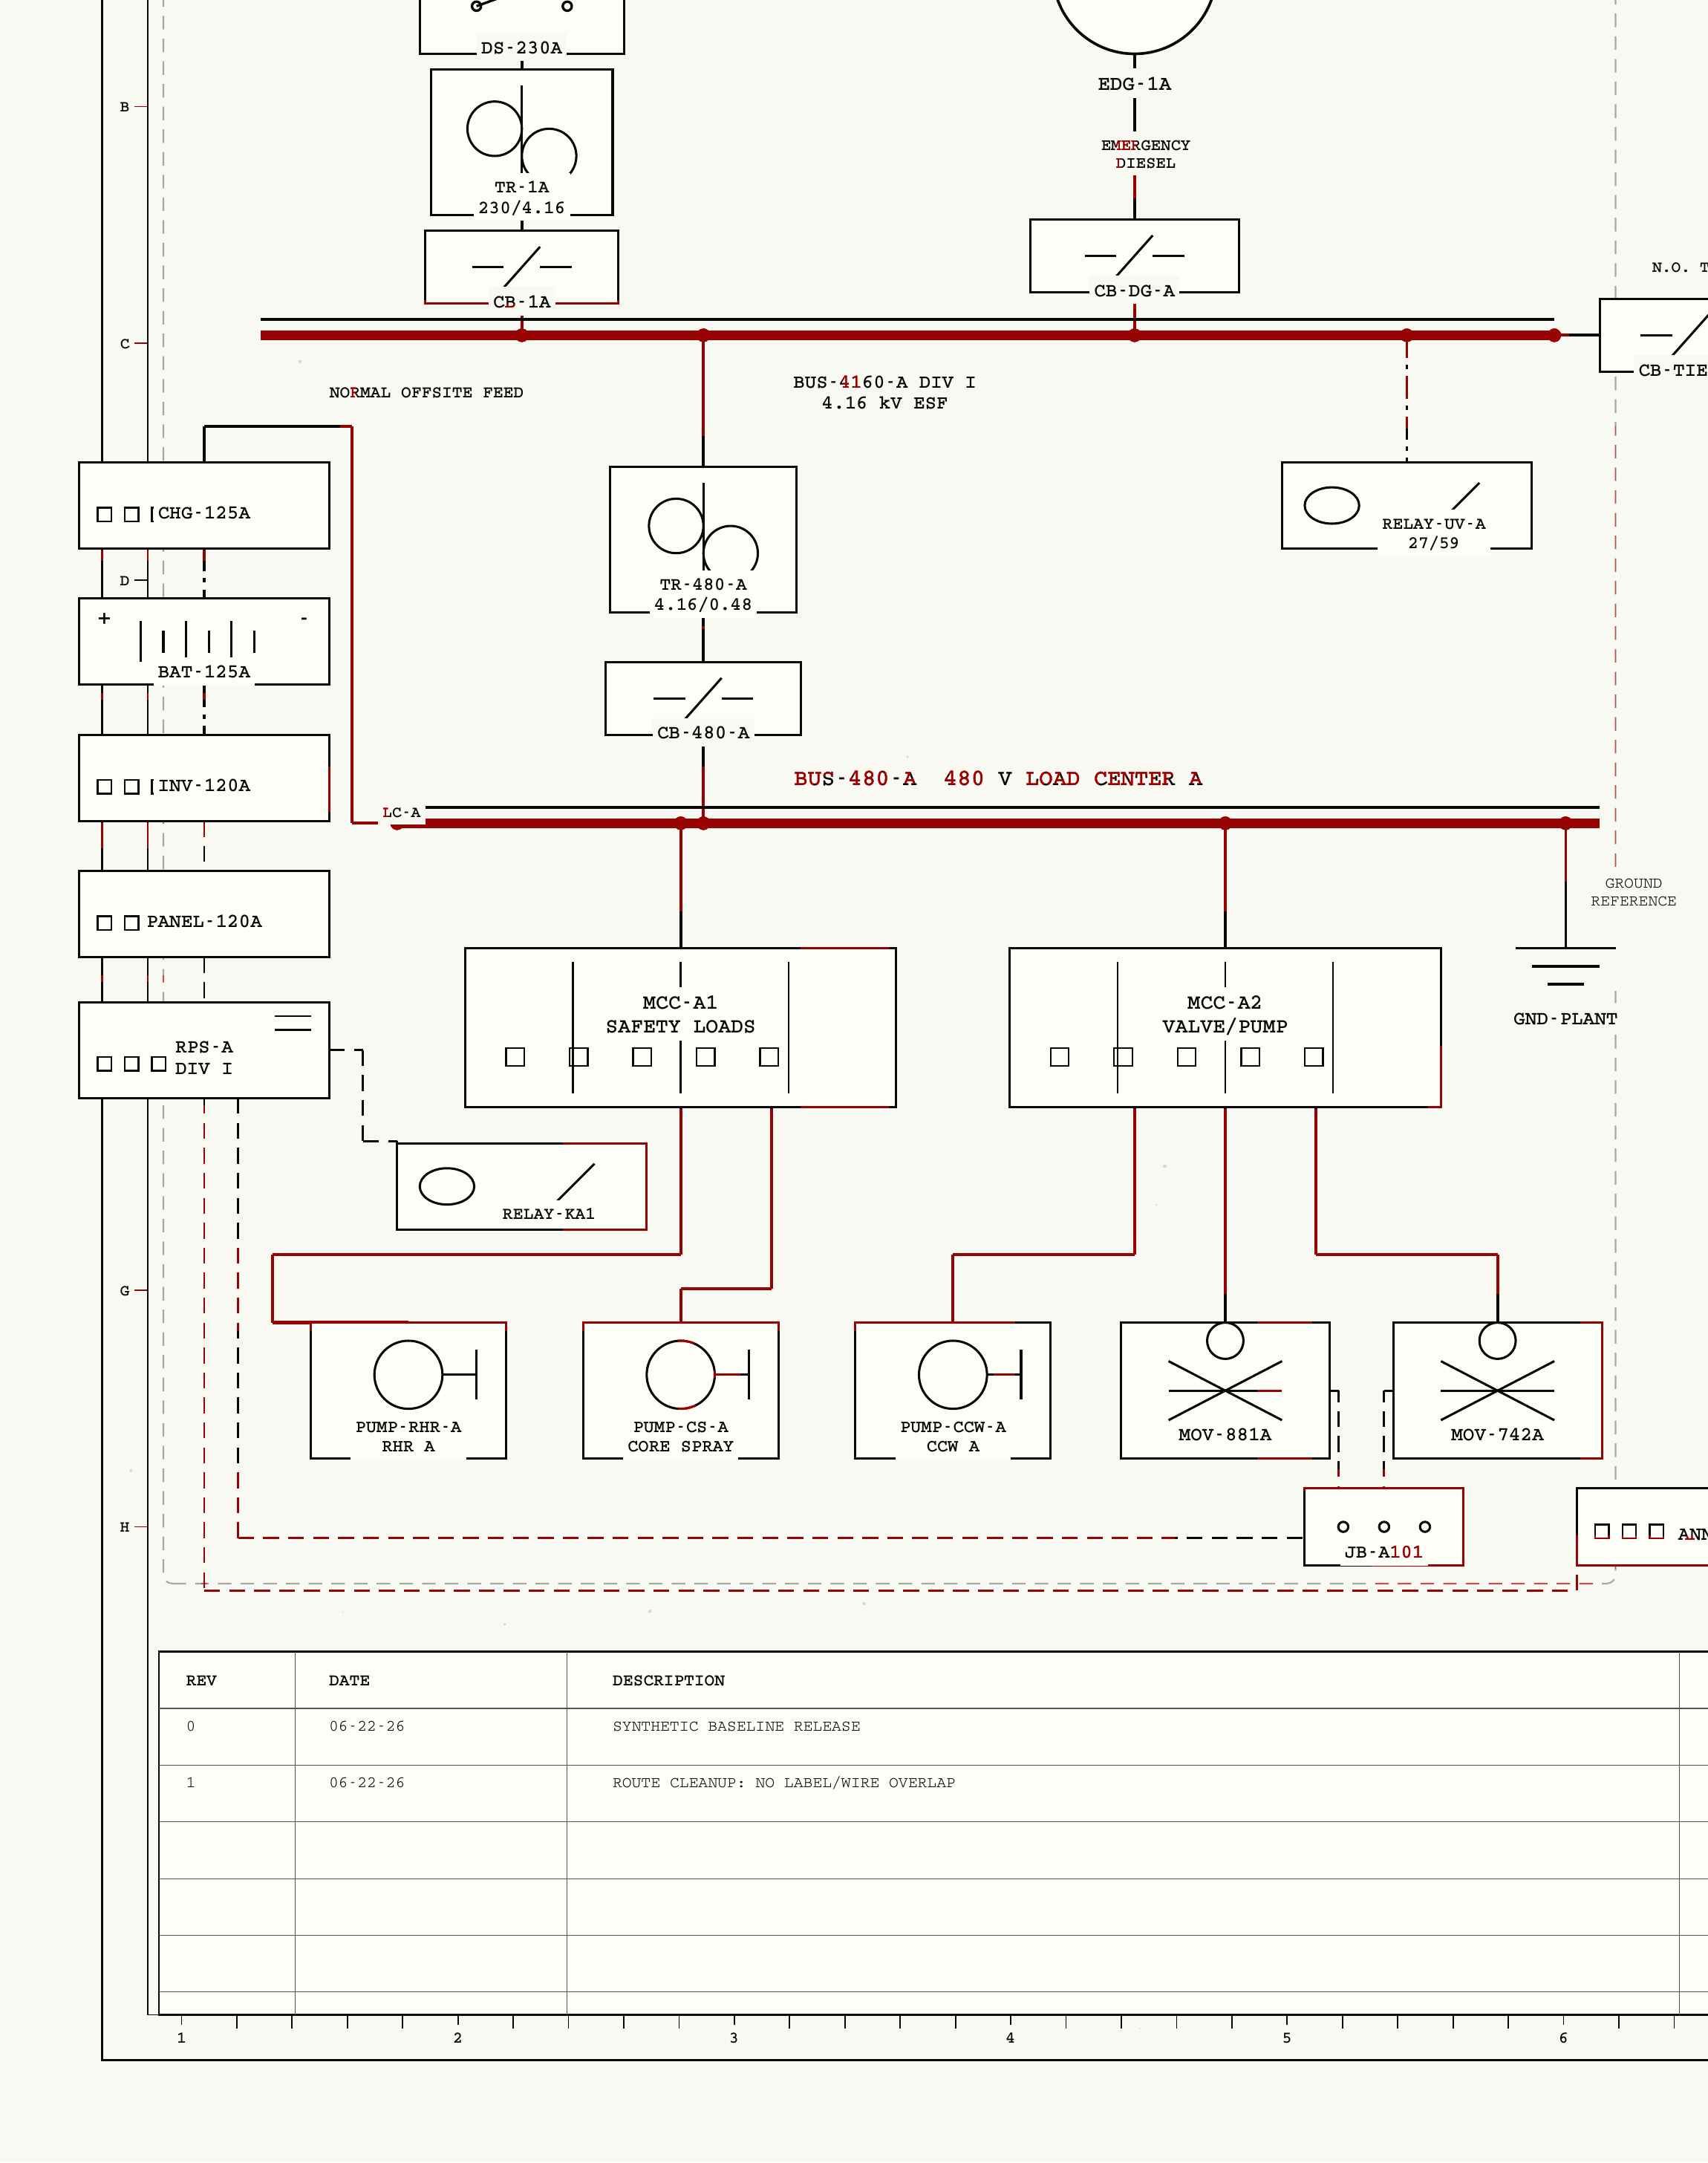 DS-230A
EDG-1A
B
EMERGENCY
DIESEL
TR-1A
230/4.16
N.O.
CB-DG-A
CB-1A
C
CB-TIE
BUS-4160-A DIV I
4.16 kV ESF
NORMAL OFFSITE FEED
CHG-125A
RELAY-UV-A
27/59
D
TR-480-A
4.16/0.48
+ -
BAT-125A
CB-480-A
BUS-480-A 480 V LOAD CENTER A
INV-120A
LC-A
GROUND
REFERENCE
PANEL-120A
MCC-A1
SAFETY LOADS
MCC-A2
VALVE/PUMP
GND-PLANT
RPS-A
DIV I
RELAY-KA1
G
PUMP-RHR-A
RHR A
PUMP-CS-A
CORE SPRAY
PUMP-CCW-A
CCW A
MOV-881A
MOV-742A
H
JB-A101
REV DATE DESCRIPTION
0 06-22-26 SYNTHETIC BASELINE RELEASE
1 06-22-26 ROUTE CLEANUP: NO LABEL/WIRE OVERLAP
1 2 3 4 5 6